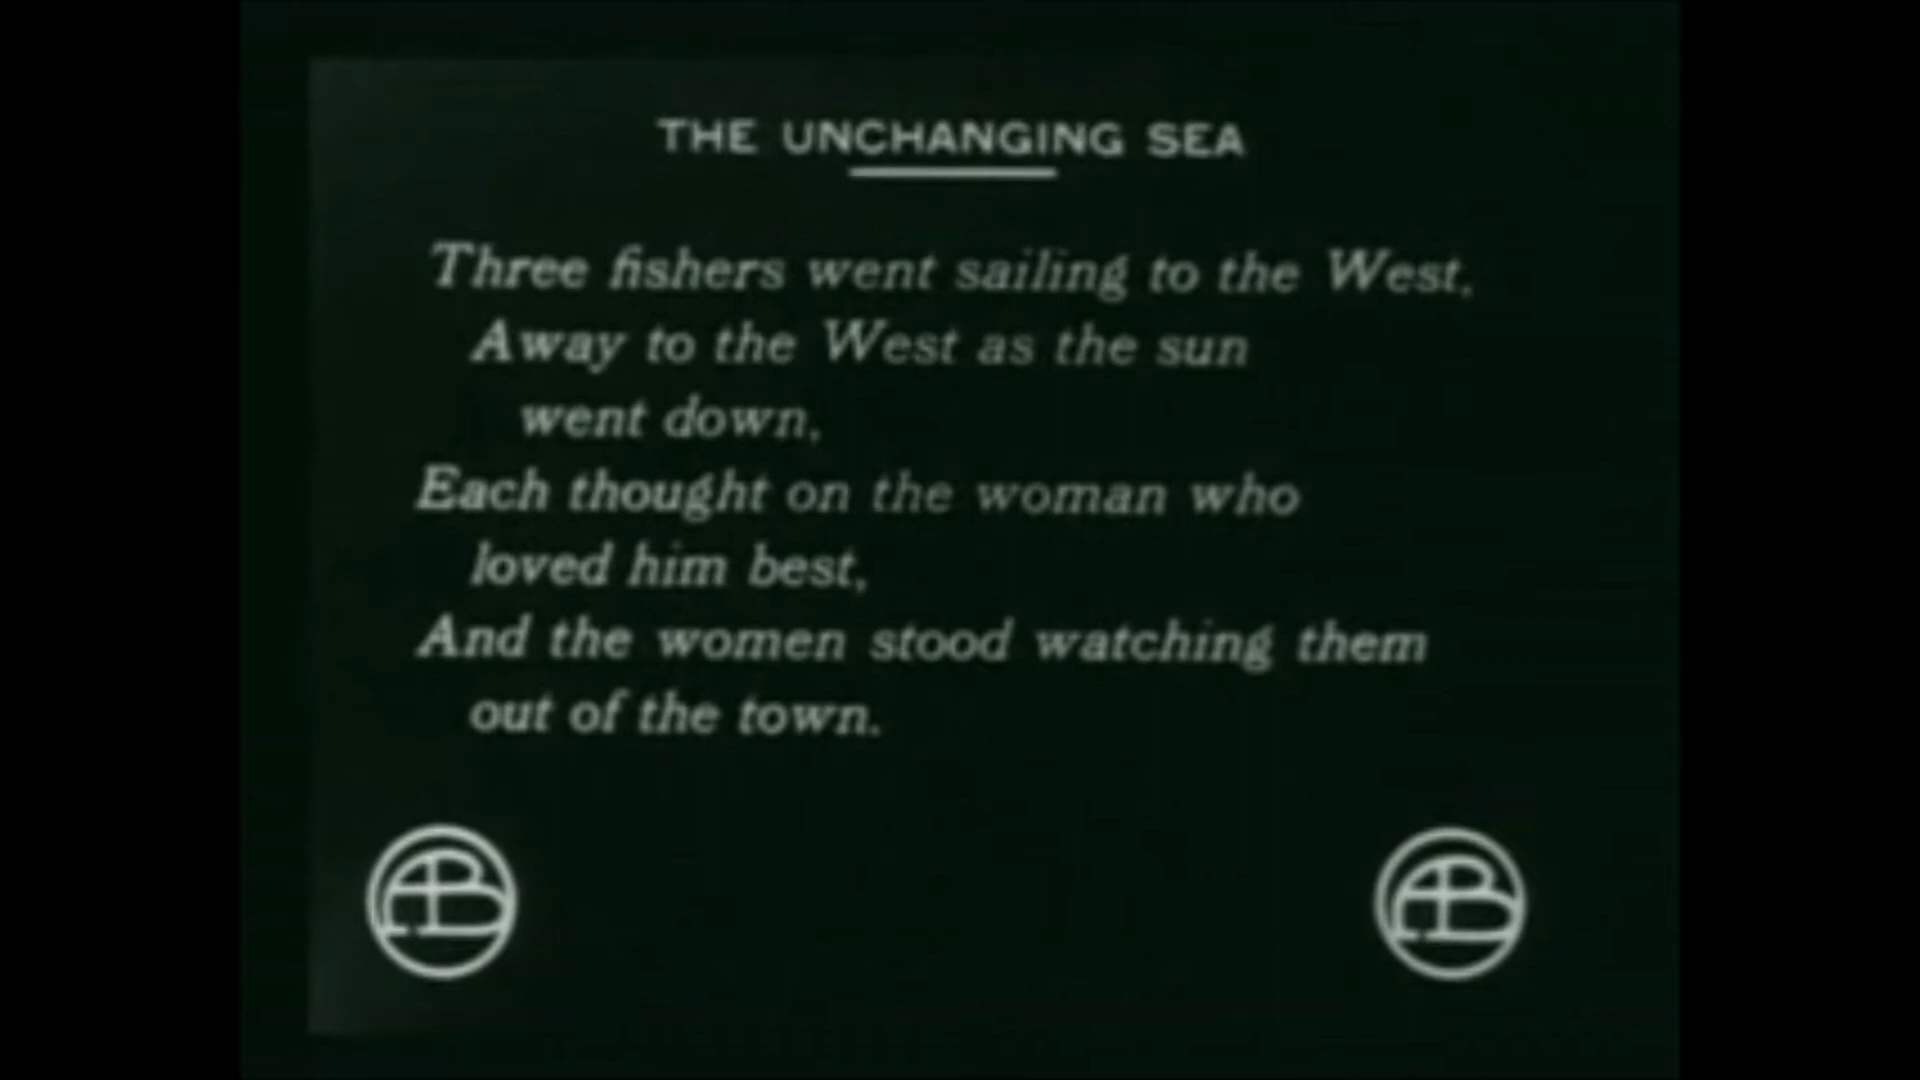 THE UNCHANGING SEA
Three fishers went sailing to the West,
Away to the West as the sun
went down,
Each thought on the woman who
loved him best,
And the women stood watching them
out of the town.
AB
AB